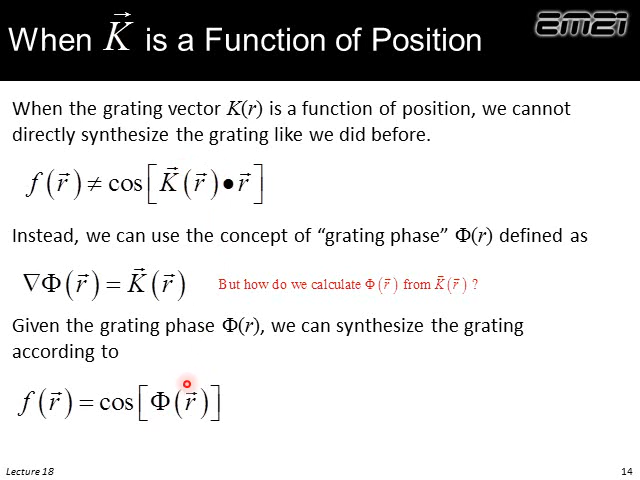 When K⃗ is a Function of Position
EM21
When the grating vector K(r) is a function of position, we cannot
directly synthesize the grating like we did before.
f(r⃗) ≠ cos[K⃗(r⃗)•r⃗]
Instead, we can use the concept of “grating phase” Φ(r) defined as
∇Φ(r⃗) = K⃗(r⃗)
But how do we calculate Φ(r⃗) from K⃗(r⃗) ?
Given the grating phase Φ(r), we can synthesize the grating
according to
f(r⃗) = cos[Φ(r⃗)]
Lecture 18
14